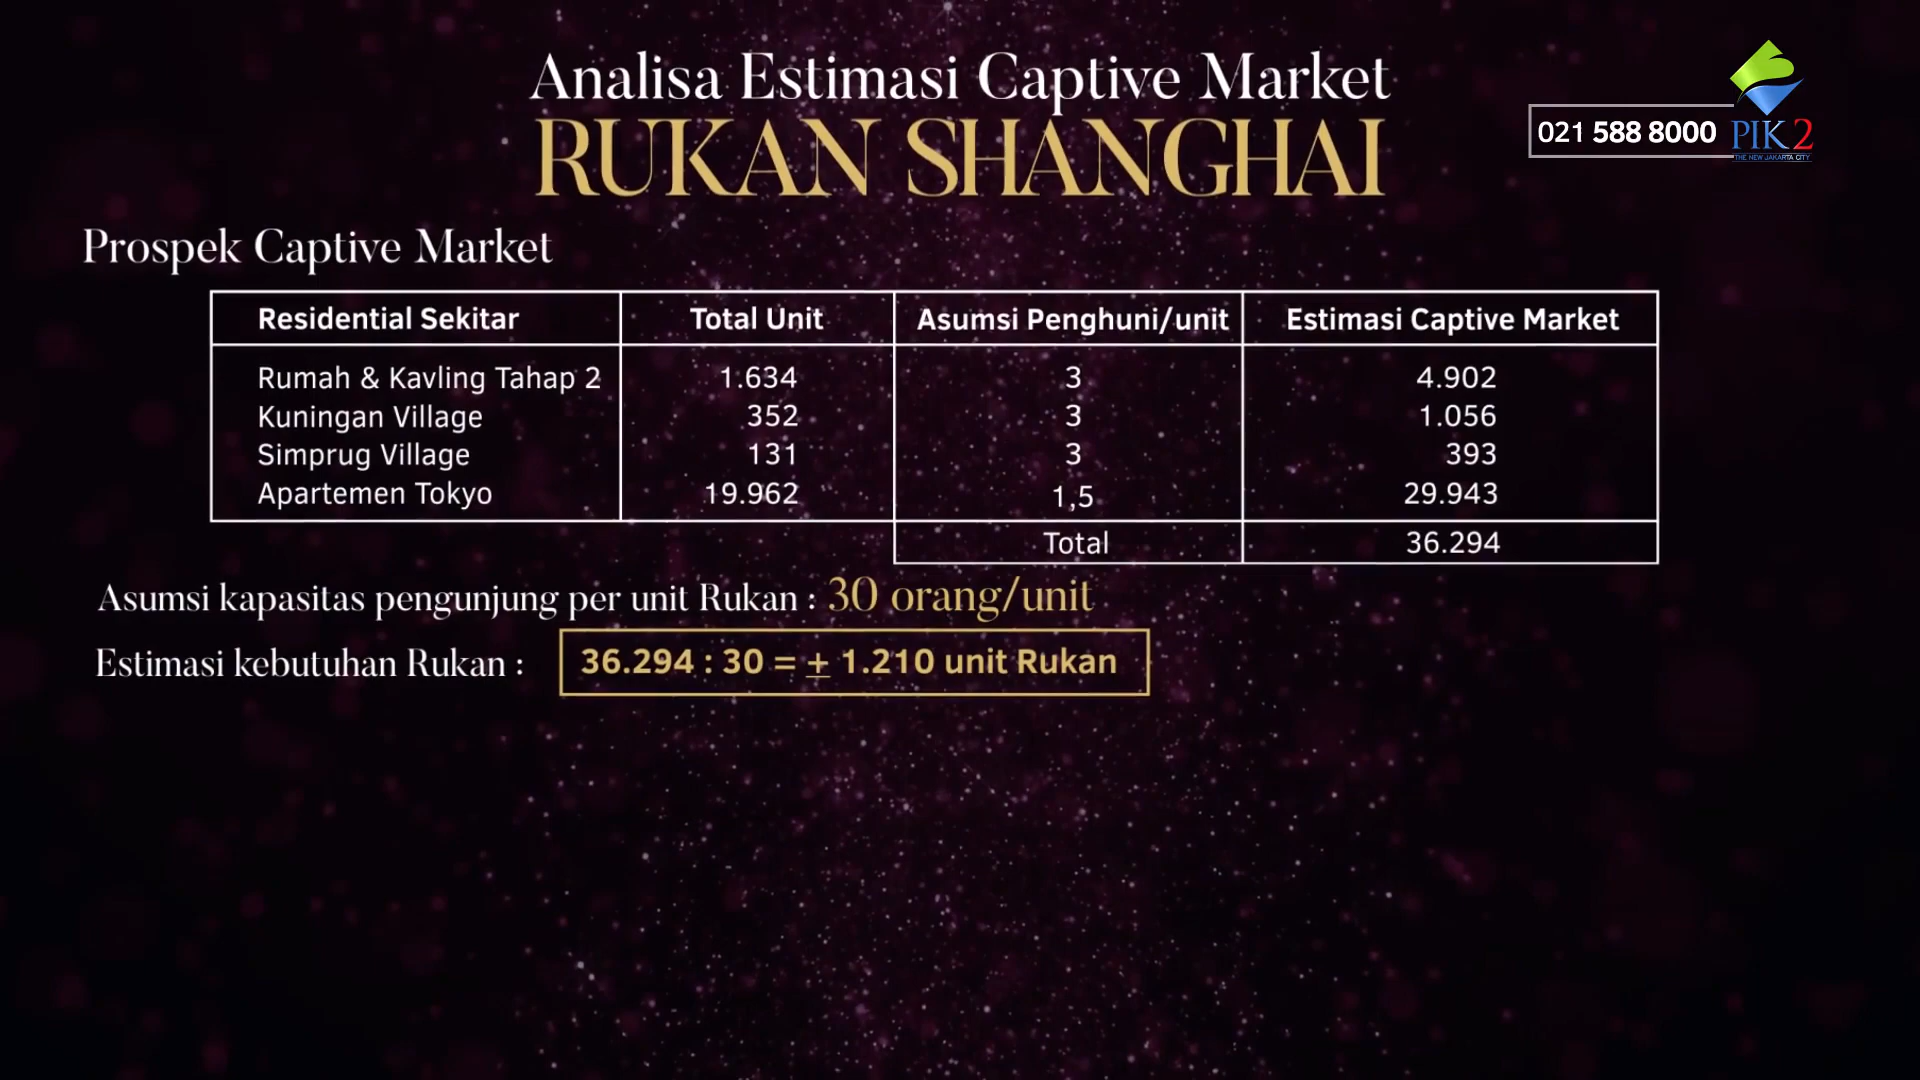 Analisa Estimasi Captive Market
RUKAN SHANGHAI
021 588 8000 PIK 2
THE NEW JAKARTA CITY
Prospek Captive Market
Residential Sekitar Total Unit Asumsi Penghuni/unit Estimasi Captive Market
Rumah & Kavling Tahap 2 1.634 3 4.902
Kuningan Village 352 3 1.056
Simprug Village 131 3 393
Apartemen Tokyo 19.962 1,5 29.943
Total 36.294
Asumsi kapasitas pengunjung per unit Rukan : 30 orang/unit
Estimasi kebutuhan Rukan : 36.294 : 30 = ± 1.210 unit Rukan